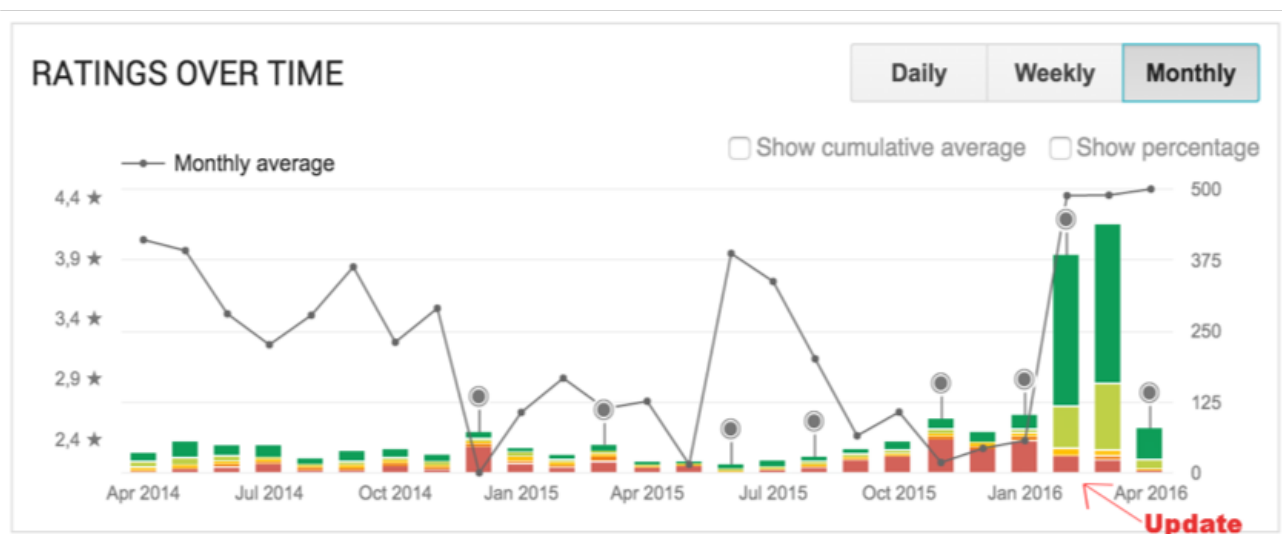 RATINGS OVER TIME
Daily Weekly Monthly
Show cumulative average Show percentage
Monthly average
4,4 ★ 500
3,9 ★ 375
3,4 ★ 250
2,9 ★ 125
2,4 ★ 0
Apr 2014 Jul 2014 Oct 2014 Jan 2015 Apr 2015 Jul 2015 Oct 2015 Jan 2016 Apr 2016
Update